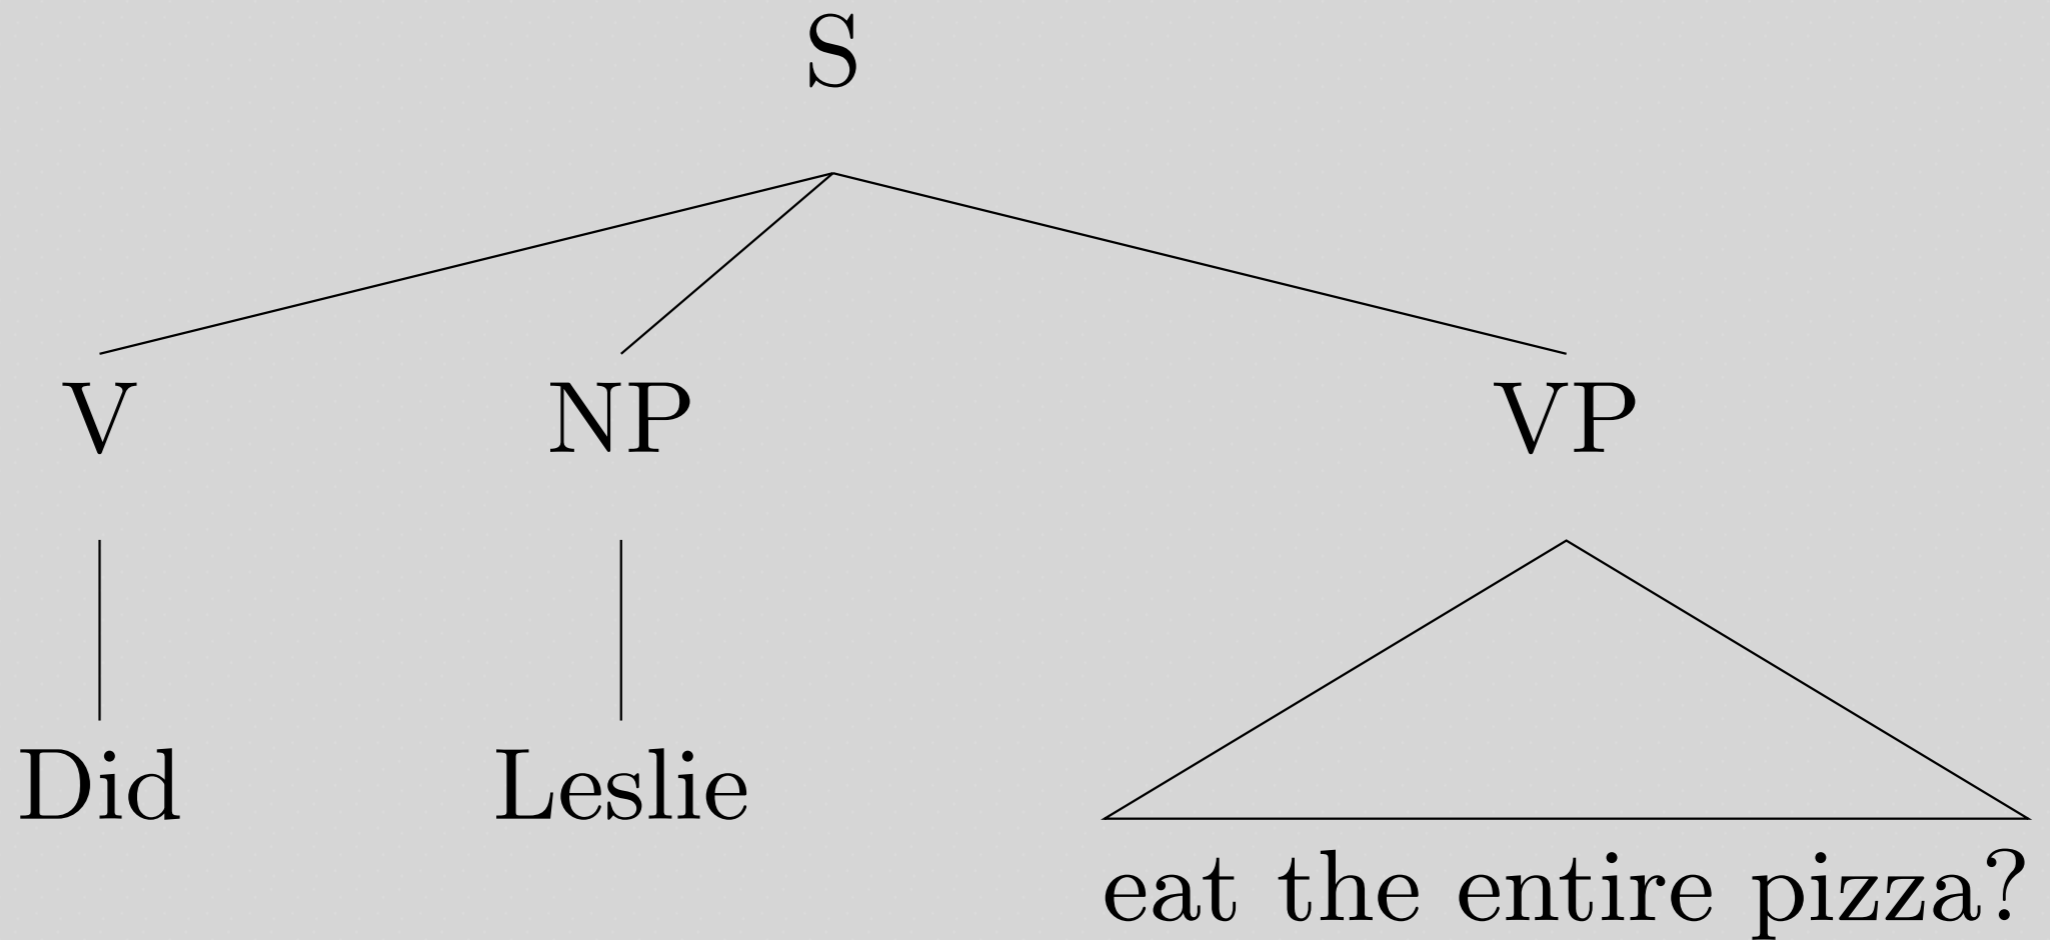 S
V NP VP
Did Leslie
eat the entire pizza?